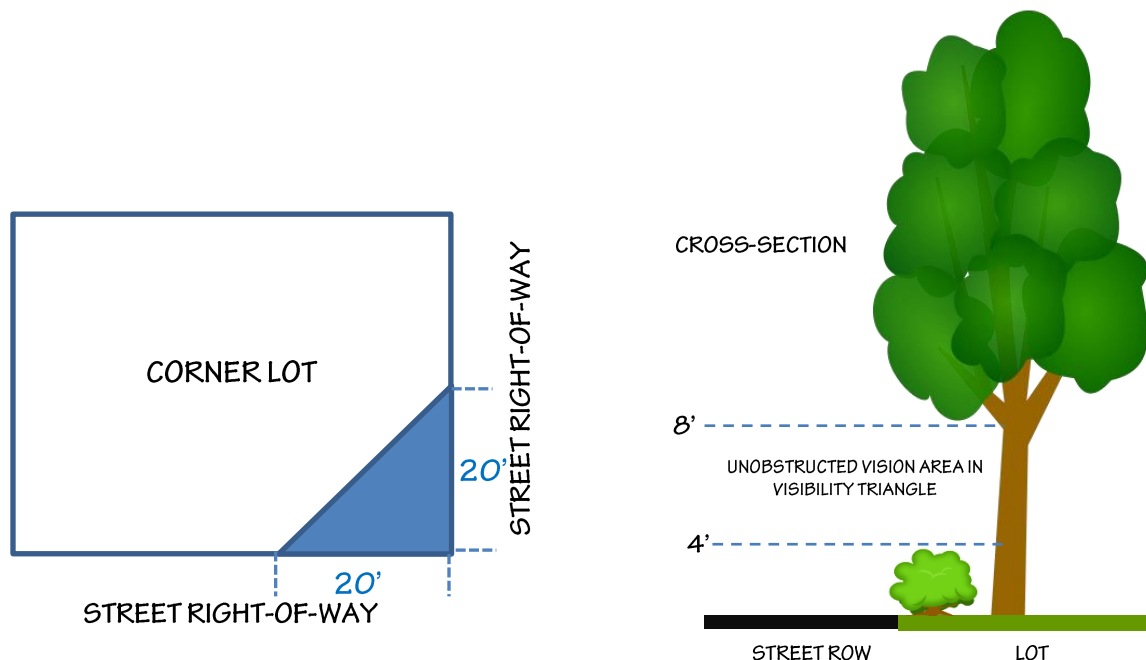 CORNER LOT
20'
STREET RIGHT-OF-WAY
20'
STREET RIGHT-OF-WAY
CROSS-SECTION
8'
UNOBSTRUCTED VISION AREA IN
VISIBILITY TRIANGLE
4'
STREET ROW
LOT